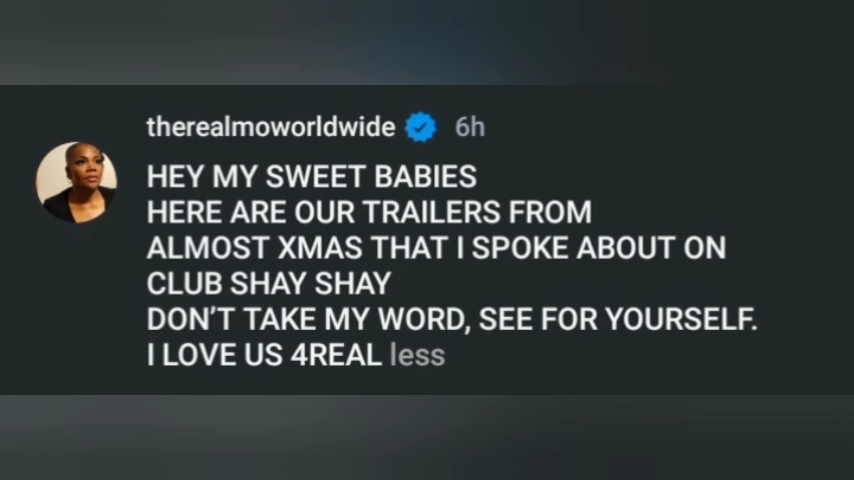 therealmoworldwide 6h
HEY MY SWEET BABIES
HERE ARE OUR TRAILERS FROM
ALMOST XMAS THAT I SPOKE ABOUT ON
CLUB SHAY SHAY
DON'T TAKE MY WORD, SEE FOR YOURSELF.
I LOVE US 4REAL less